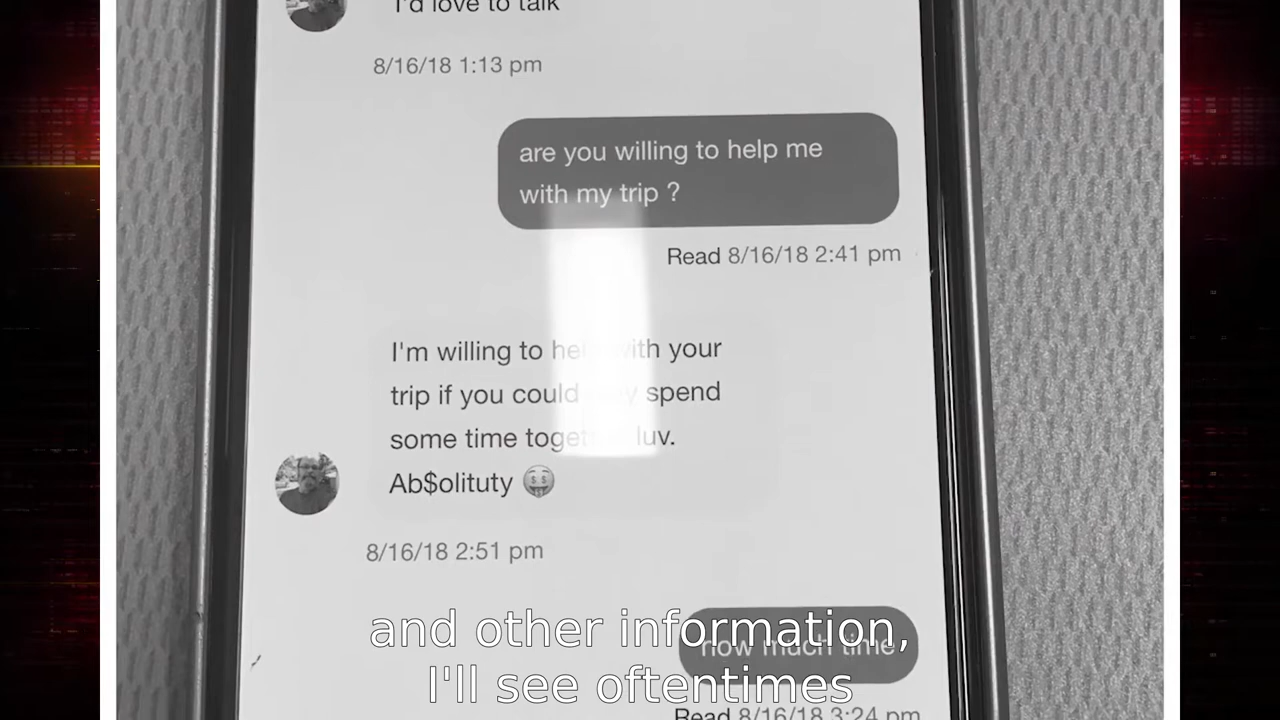 I'd love to talk
8/16/18 1:13 pm
are you willing to help me
with my trip ?
Read 8/16/18 2:41 pm
I'm willing to help with your
trip if you could spend
some time together luv.
Ab$olituty 🤑
8/16/18 2:51 pm
how much time
and other information,
I'll see oftentimes
Read 8/16/18 3:24 pm